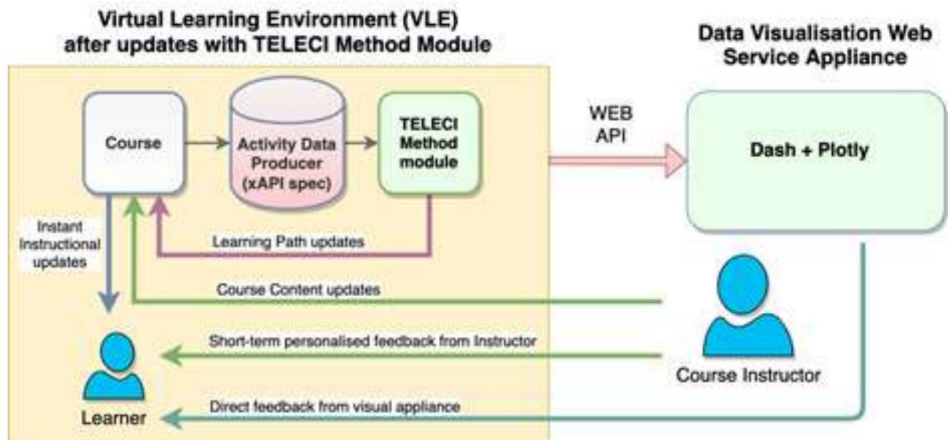 Virtual Learning Environment (VLE)
after updates with TELECI Method Module
Data Visualisation Web
Service Appliance
Course
Activity Data
Producer
(xAPI spec)
TELECI
Method
module
WEB
API
Dash + Plotly
Instant
Instructional
updates
Learning Path updates
Course Content updates
Short-term personalised feedback from Instructor
Course Instructor
Direct feedback from visual appliance
Learner